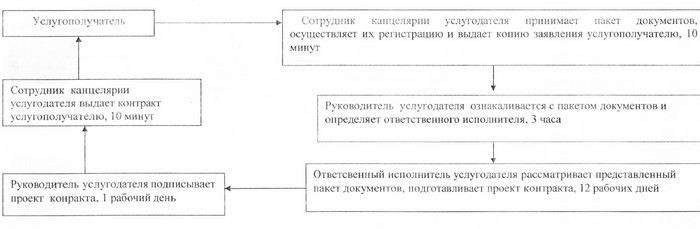 Услугополучатель
Сотрудник канцелярии услугодателя принимает пакет документов,
осуществляет их регистрацию и выдает копию заявления услугополучателю, 10
минут
Руководитель услугодателя ознакаливается с пакетом документов и
определяет ответственного исполнителя, 3 часа
Ответсвенный исполнитель услугодателя рассматривает представленный
пакет документов, подготавливает проект контракта, 12 рабочих дней
Руководитель услугодателя подписывает
проект конракта, 1 рабочий день
Сотрудник канцелярии
услугодателя выдает контракт
услугополучателю, 10 минут